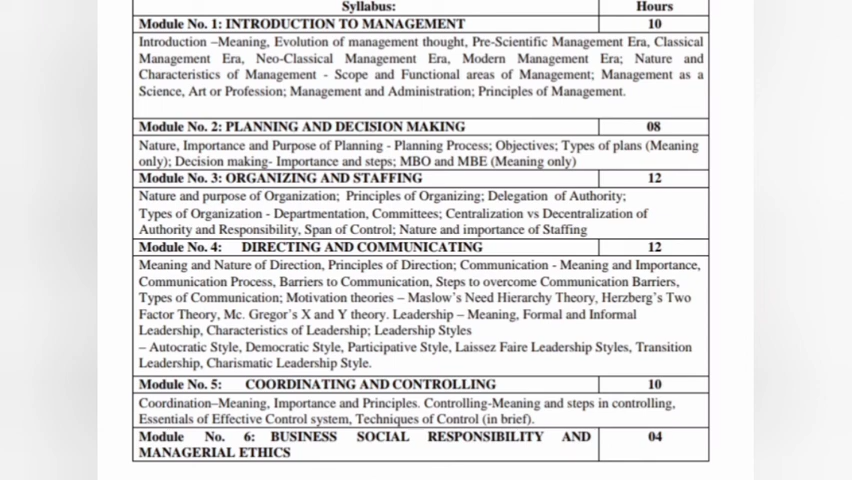 Syllabus: Hours
Module No. 1: INTRODUCTION TO MANAGEMENT 10
Introduction –Meaning, Evolution of management thought, Pre-Scientific Management Era, Classical
Management Era, Neo-Classical Management Era, Modern Management Era; Nature and
Characteristics of Management - Scope and Functional areas of Management; Management as a
Science, Art or Profession; Management and Administration; Principles of Management.
Module No. 2: PLANNING AND DECISION MAKING 08
Nature, Importance and Purpose of Planning - Planning Process; Objectives; Types of plans (Meaning
only); Decision making- Importance and steps; MBO and MBE (Meaning only)
Module No. 3: ORGANIZING AND STAFFING 12
Nature and purpose of Organization; Principles of Organizing; Delegation of Authority;
Types of Organization - Departmentation, Committees; Centralization vs Decentralization of
Authority and Responsibility, Span of Control; Nature and importance of Staffing
Module No. 4: DIRECTING AND COMMUNICATING 12
Meaning and Nature of Direction, Principles of Direction; Communication - Meaning and Importance,
Communication Process, Barriers to Communication, Steps to overcome Communication Barriers,
Types of Communication; Motivation theories – Maslow's Need Hierarchy Theory, Herzberg's Two
Factor Theory, Mc. Gregor's X and Y theory. Leadership – Meaning, Formal and Informal
Leadership, Characteristics of Leadership; Leadership Styles
– Autocratic Style, Democratic Style, Participative Style, Laissez Faire Leadership Styles, Transition
Leadership, Charismatic Leadership Style.
Module No. 5: COORDINATING AND CONTROLLING 10
Coordination–Meaning, Importance and Principles. Controlling-Meaning and steps in controlling,
Essentials of Effective Control system, Techniques of Control (in brief).
Module No. 6: BUSINESS SOCIAL RESPONSIBILITY AND 04
MANAGERIAL ETHICS